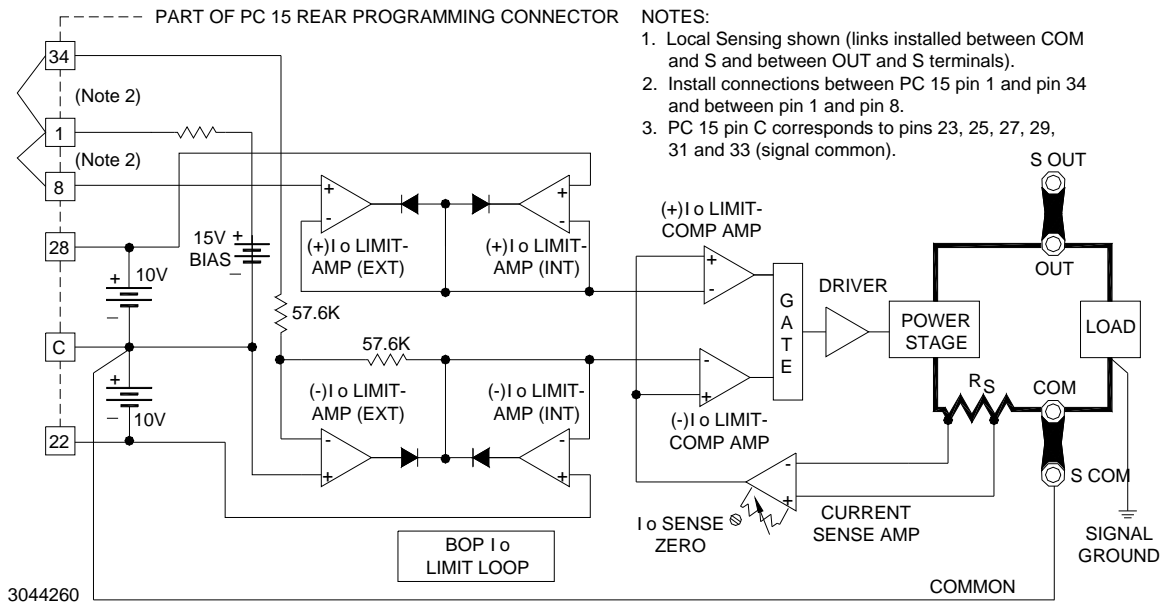 PART OF PC 15 REAR PROGRAMMING CONNECTOR
NOTES:
1. Local Sensing shown (links installed between COM
and S and between OUT and S terminals).
2. Install connections between PC 15 pin 1 and pin 34
and between pin 1 and pin 8.
3. PC 15 pin C corresponds to pins 23, 25, 27, 29,
31 and 33 (signal common).
34
(Note 2)
1
(Note 2)
8
28
C
22
+
10V
–
+
–
10V
15V +
BIAS
–
57.6K
57.6K
+
-
(+)I o LIMIT-
AMP (EXT)
+
-
(+)I o LIMIT-
AMP (INT)
(-)I o LIMIT-
AMP (EXT)
-
+
(-)I o LIMIT-
AMP (INT)
-
+
(+)I o LIMIT-
COMP AMP
+
-
-
+
(-)I o LIMIT-
COMP AMP
GATE
DRIVER
POWER
STAGE
S OUT
OUT
LOAD
RS
COM
S COM
-
+
I o SENSE
ZERO
CURRENT
SENSE AMP
SIGNAL
GROUND
BOP I o
LIMIT LOOP
COMMON
3044260